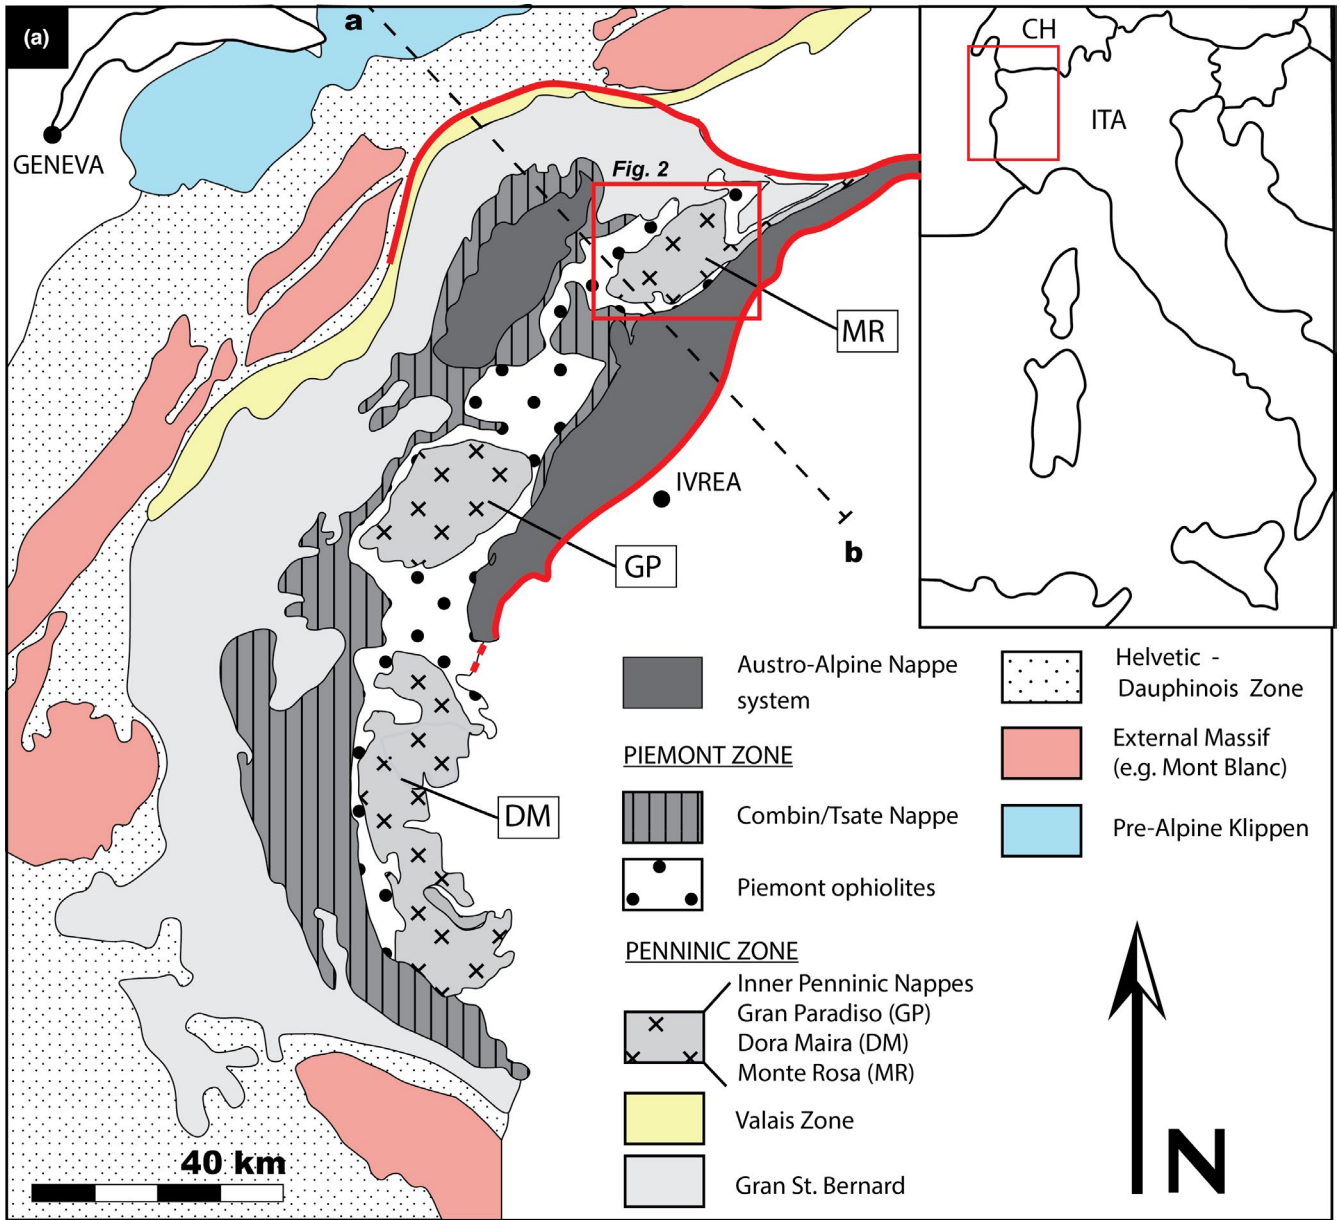 (a)
a
CH
ITA
GENEVA
Fig. 2
MR
IVREA
b
GP
DM
Austro-Alpine Nappe
system
PIEMONT ZONE
Combin/Tsate Nappe
Piemont ophiolites
PENNINIC ZONE
Inner Penninic Nappes
Gran Paradiso (GP)
Dora Maira (DM)
Monte Rosa (MR)
Valais Zone
Gran St. Bernard
Helvetic -
Dauphinois Zone
External Massif
(e.g. Mont Blanc)
Pre-Alpine Klippen
40 km
N